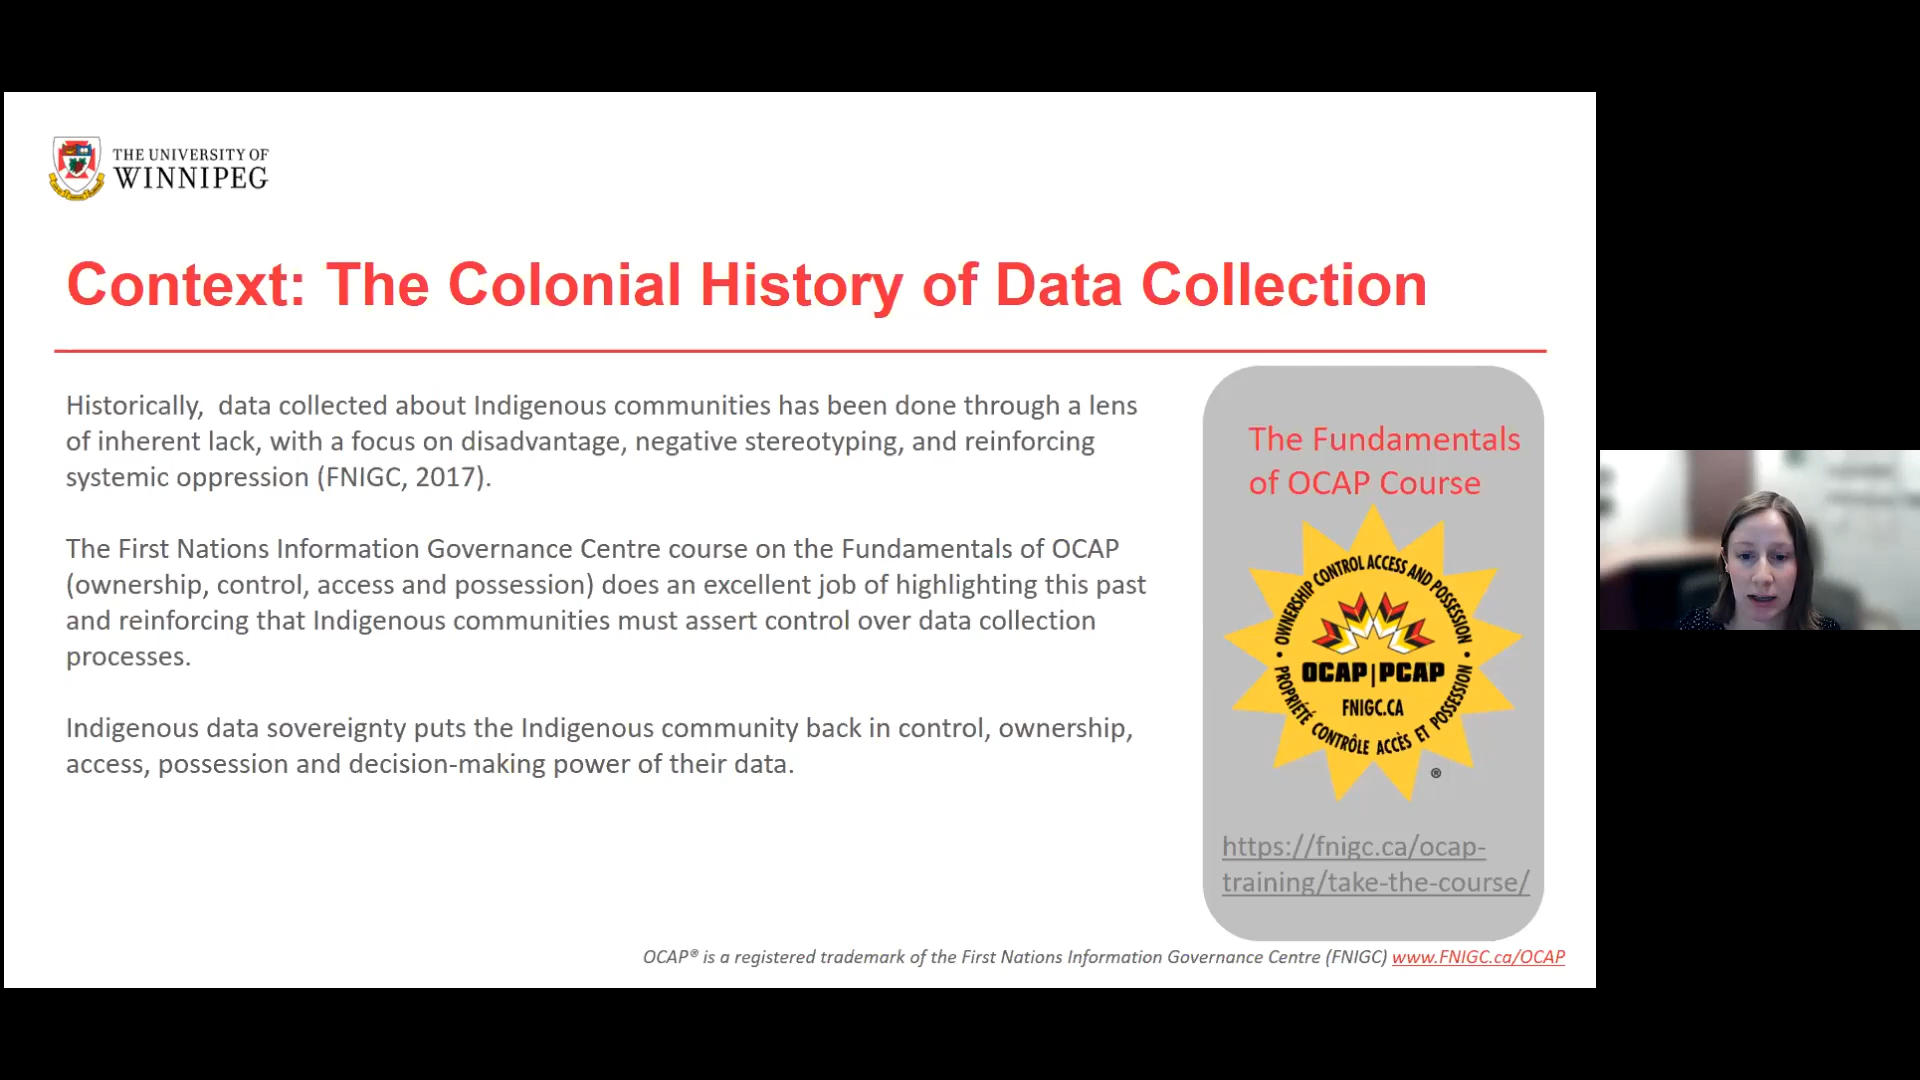 THE UNIVERSITY OF
WINNIPEG
Context: The Colonial History of Data Collection
Historically,  data collected about Indigenous communities has been done through a lens
of inherent lack, with a focus on disadvantage, negative stereotyping, and reinforcing
systemic oppression (FNIGC, 2017).
The First Nations Information Governance Centre course on the Fundamentals of OCAP
(ownership, control, access and possession) does an excellent job of highlighting this past
and reinforcing that Indigenous communities must assert control over data collection
processes.
Indigenous data sovereignty puts the Indigenous community back in control, ownership,
access, possession and decision-making power of their data.
The Fundamentals
of OCAP Course
• OWNERSHIP CONTROL ACCESS AND POSSESSION •
OCAP|PCAP
FNIGC.CA
PROPRIÉTÉ CONTRÔLE ACCÈS ET POSSESSION
®
https://fnigc.ca/ocap-
training/take-the-course/
OCAP® is a registered trademark of the First Nations Information Governance Centre (FNIGC) www.FNIGC.ca/OCAP